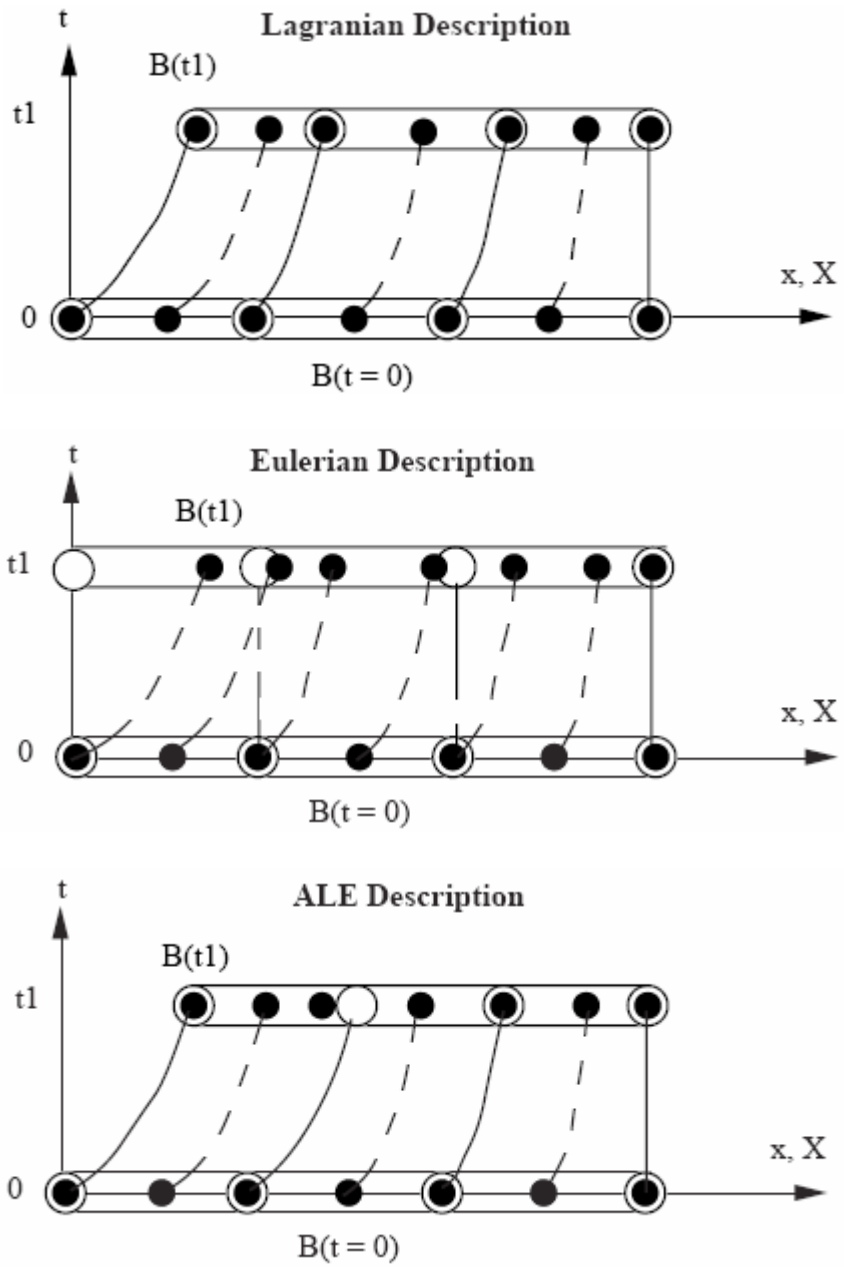 t
Lagranian Description
B(t1)
t1
x, X
0
B(t = 0)
t
Eulerian Description
B(t1)
t1
x, X
0
B(t = 0)
t
ALE Description
B(t1)
t1
x, X
0
B(t = 0)